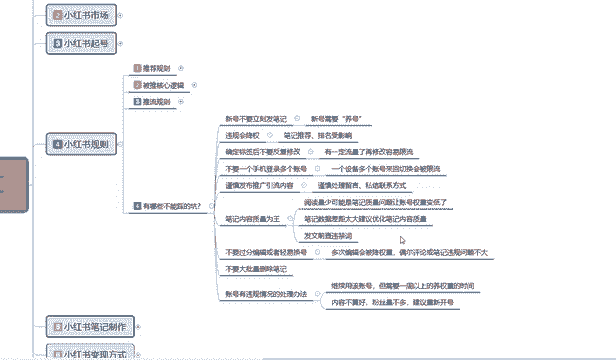 2 小红书市场
3 小红书起号
1 推荐规则
2 被推核心逻辑
3 推流规则
4 小红书规则
新号不要立刻发笔记
新号需要“养号”
违规会降权
笔记推荐、排名受影响
确定标签后不要反复修改
有一定流量了再修改容易限流
不要一个手机登录多个账号
一个设备多个账号来回切换会被限流
谨慎发布推广引流内容
谨慎处理留言、私信联系方式
4 有哪些不能踩的坑?
笔记内容质量为王
阅读量少可能是笔记质量问题让账号权重变低了
笔记数据差距太大建议优化笔记内容质量
发文前查违禁词
不要过分编辑或者轻易换号
多次编辑会被降权重，偶尔评论或笔记违规问题不大
不要大批量删除笔记
账号有违规情况的处理办法
继续用该账号，但需要一周以上的养权重的时间
内容不算好，粉丝量不多，建议重新开号
5 小红书笔记制作
6 小红书变现方式